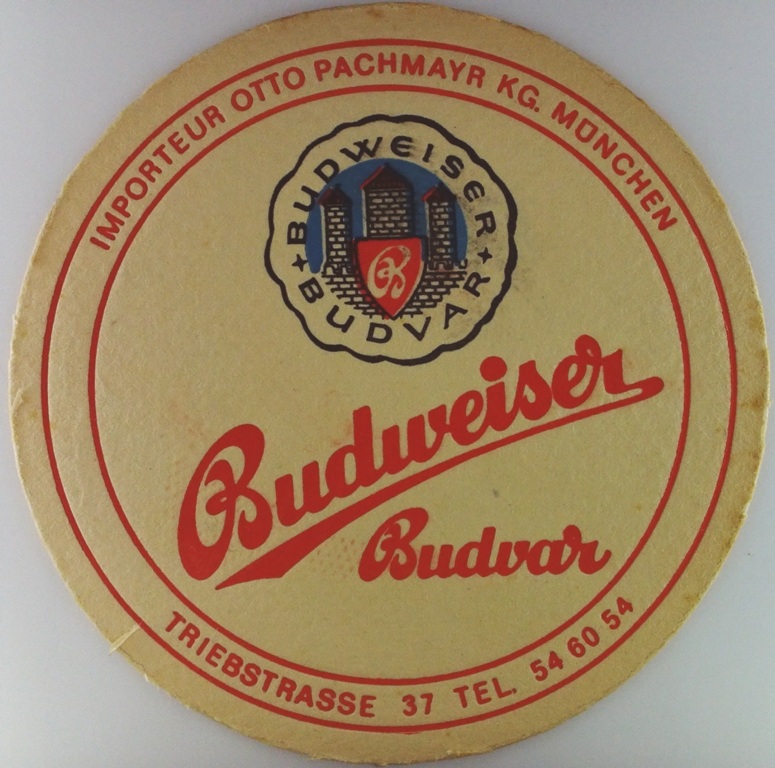 IMPORTEUR OTTO PACHMAYR KG. MÜNCHEN
BUDWEISER
BUDVAR
Budweiser
Budvar
TRIEBSTRASSE 37 TEL. 54 60 54